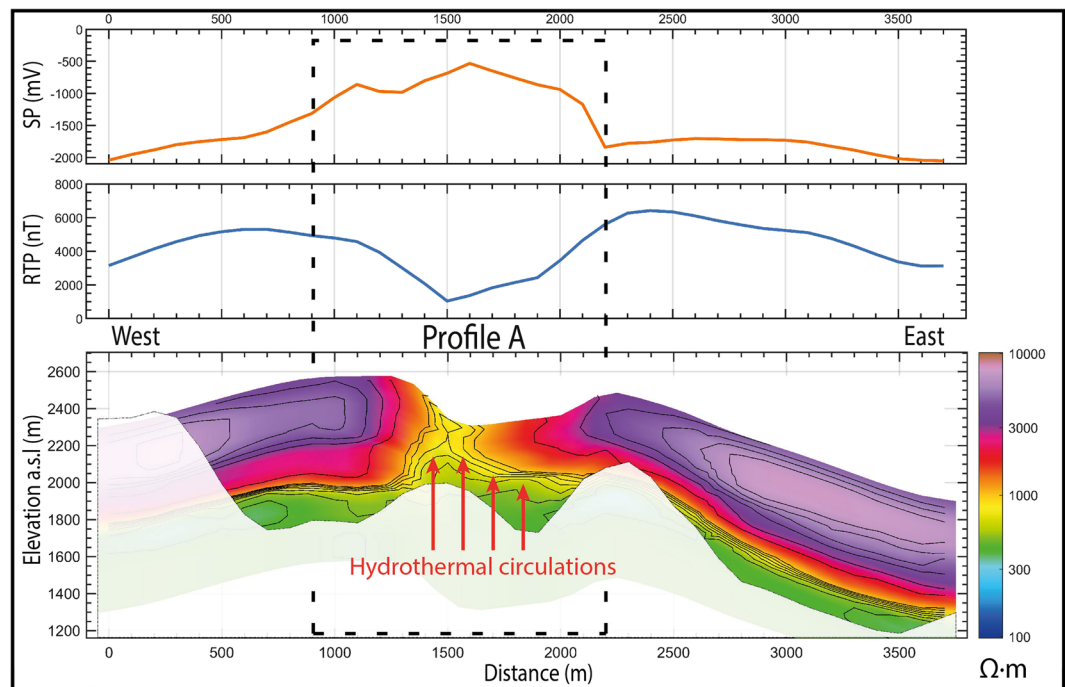 0 500 1000 1500 2000 2500 3000 3500
0
-500
-1000
-1500
-2000
SP (mV)
8000
6000
4000
2000
0
RTP (nT)
West Profile A East
2600
2400
2200
2000
1800
1600
1400
1200
Elevation a.s.l (m)
Hydrothermal circulations
10000
3000
1000
300
100
Ω·m
0 500 1000 1500 2000 2500 3000 3500
Distance (m)